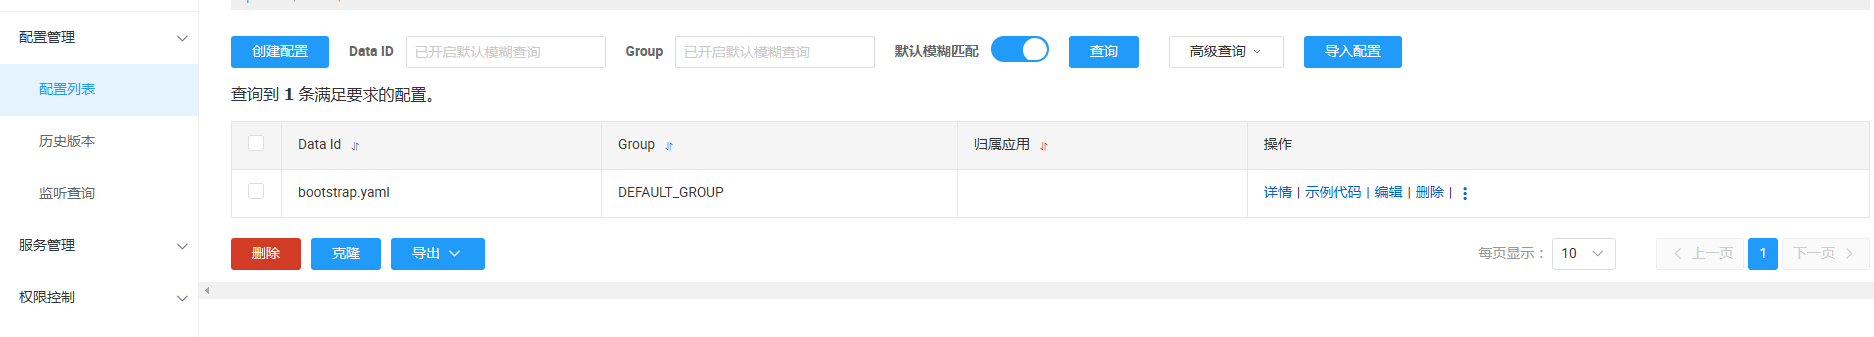 配置管理
配置列表
历史版本
监听查询
服务管理
权限控制
创建配置 Data ID 已开启默认模糊查询 Group 已开启默认模糊查询 默认模糊匹配 查询 高级查询 导入配置
查询到 1 条满足要求的配置。
Data Id Group 归属应用 操作
bootstrap.yaml DEFAULT_GROUP 详情 | 示例代码 | 编辑 | 删除 |
删除 克隆 导出 每页显示： 10 上一页 1 下一页